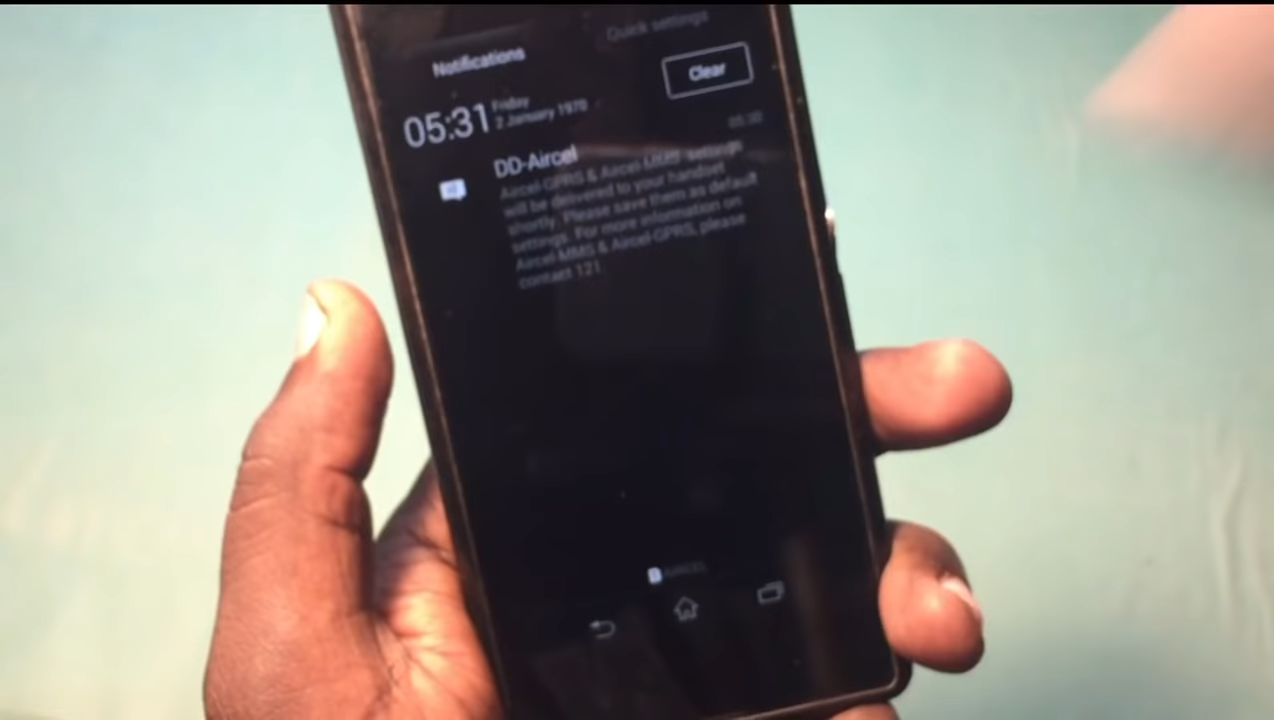 Quick settings
Notifications
Clear
05:31
Friday
2 January 1970
05:30
DD-Aircel
Aircel-GPRS & Aircel-MMS settings
will be delivered to your handset
shortly. Please save them as default
settings. For more information on
Aircel-MMS & Aircel-GPRS, please
contact 121.
AIRCEL